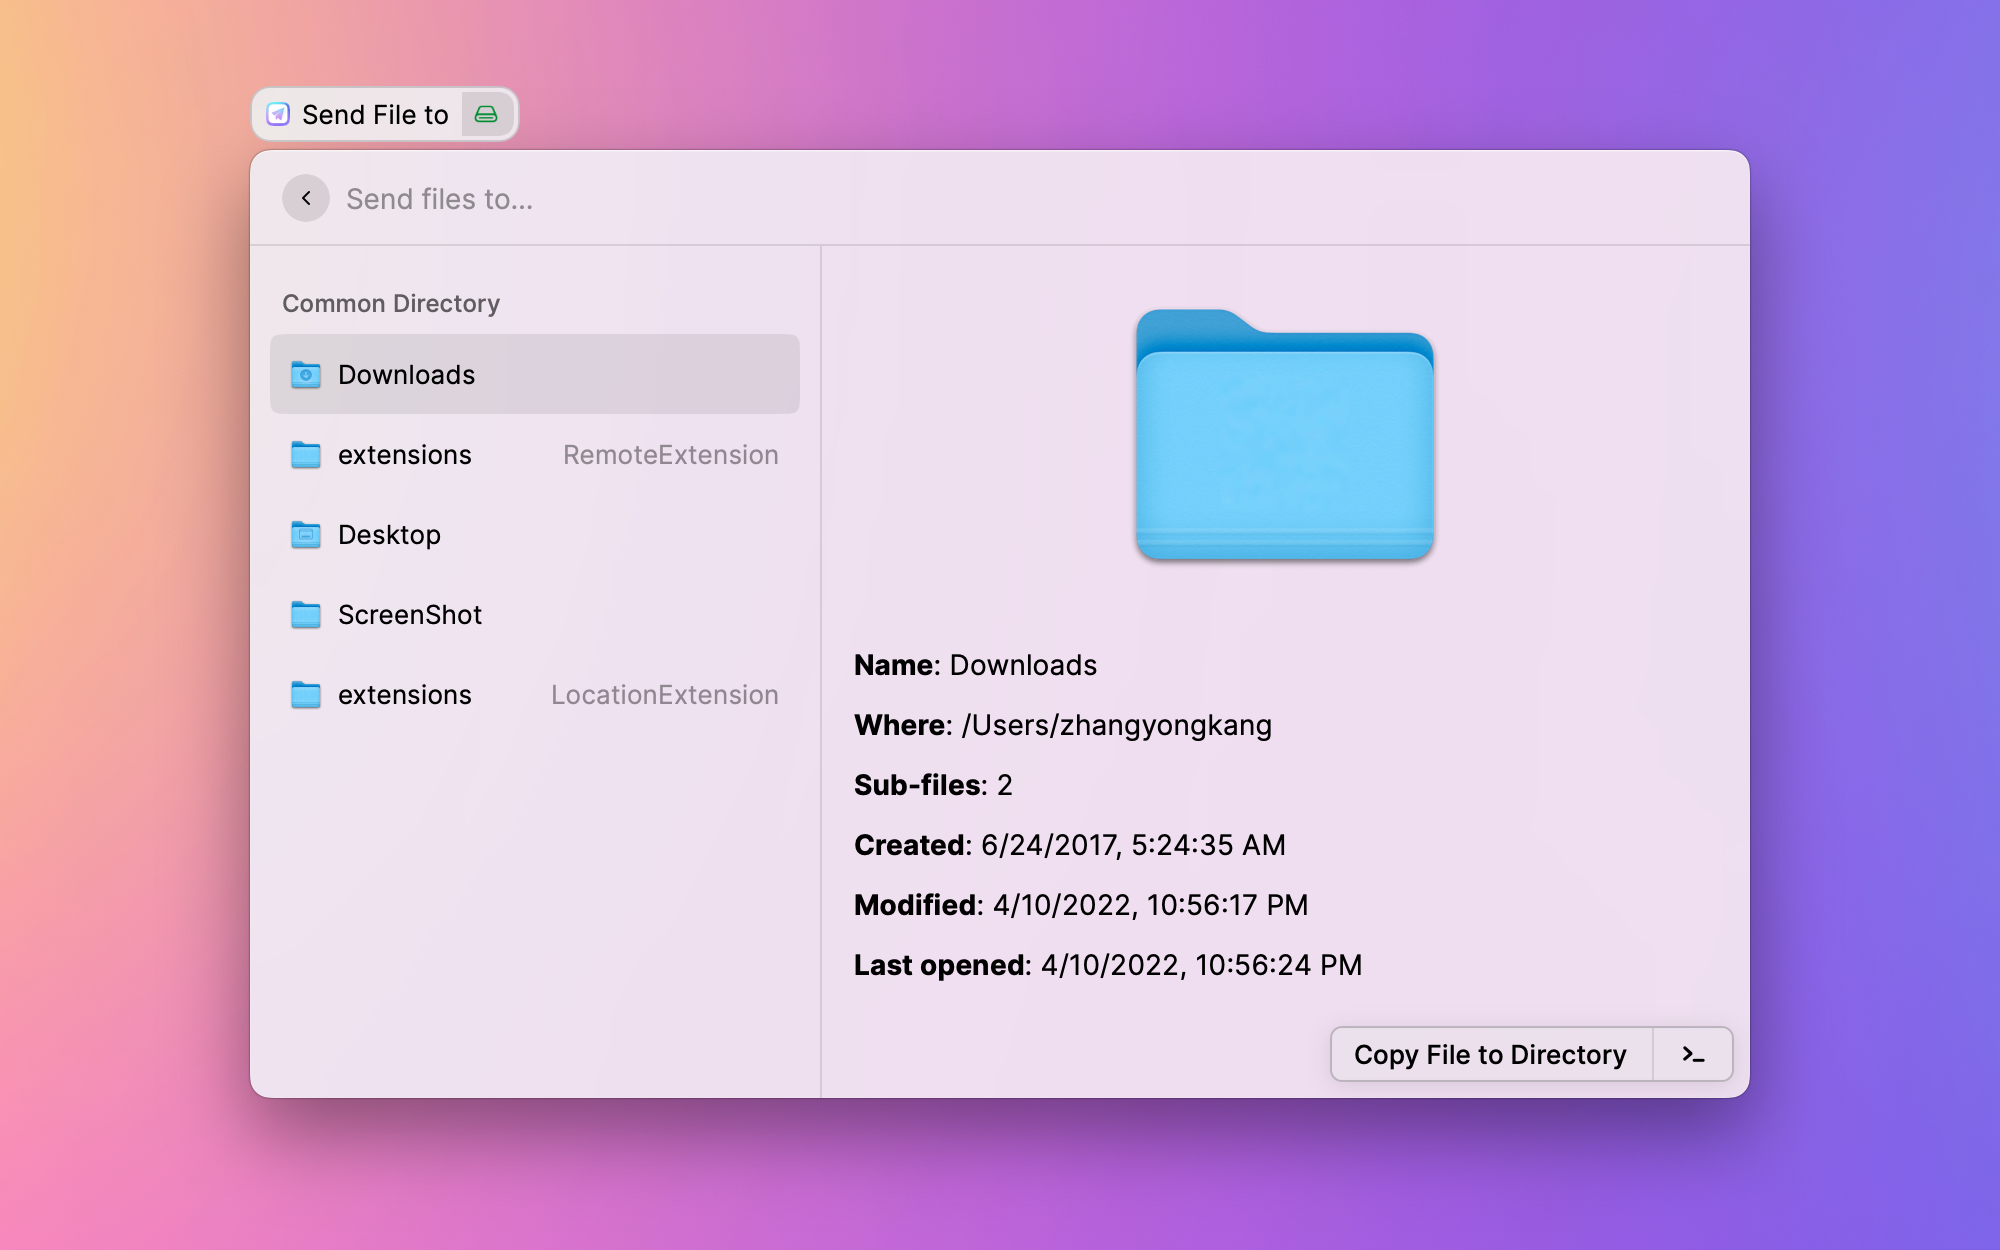 Send File to
Send files to...
Common Directory
Downloads
extensions RemoteExtension
Desktop
ScreenShot
extensions LocationExtension
Name: Downloads
Where: /Users/zhangyongkang
Sub-files: 2
Created: 6/24/2017, 5:24:35 AM
Modified: 4/10/2022, 10:56:17 PM
Last opened: 4/10/2022, 10:56:24 PM
Copy File to Directory